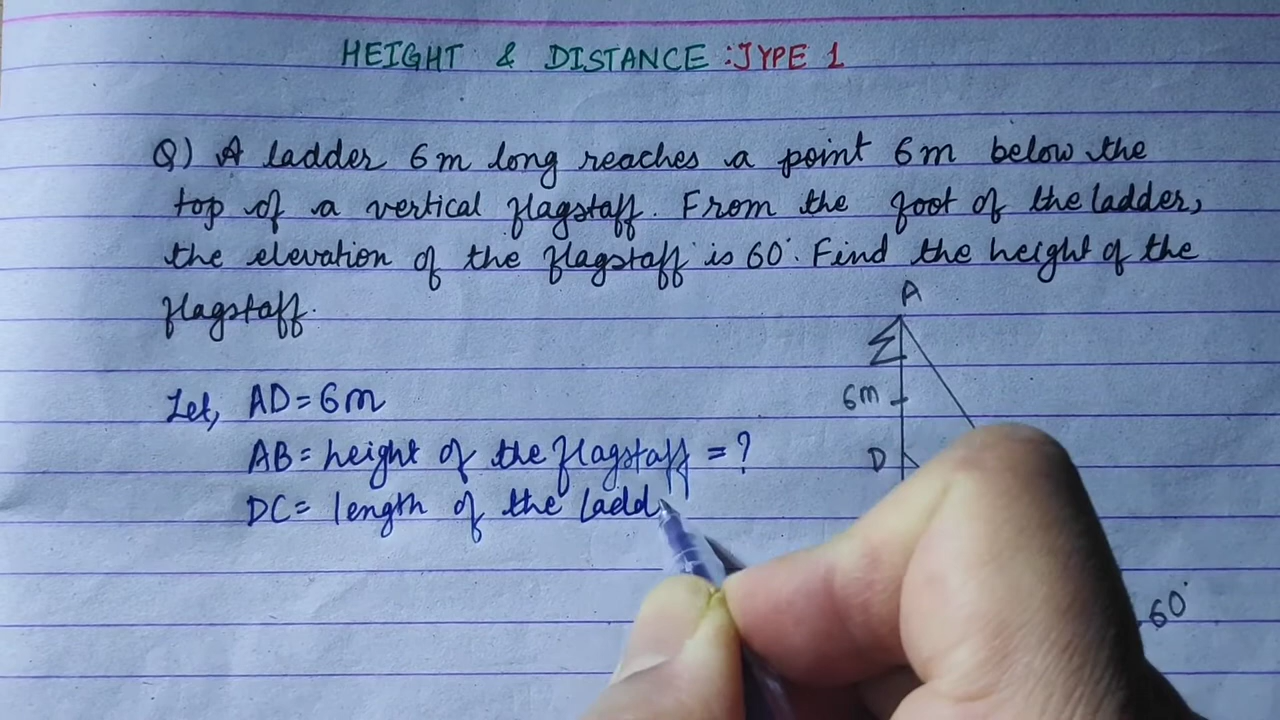 HEIGHT & DISTANCE :TYPE 1
Q) A ladder 6m long reaches a point 6m below the
top of a vertical flagstaff. From the foot of the ladder,
the elevation of the flagstaff is 60°. Find the height of the
flagstaff.
A
Let, AD = 6m
6m
AB = height of the flagstaff = ?
D
DC = length of the ladd
60°